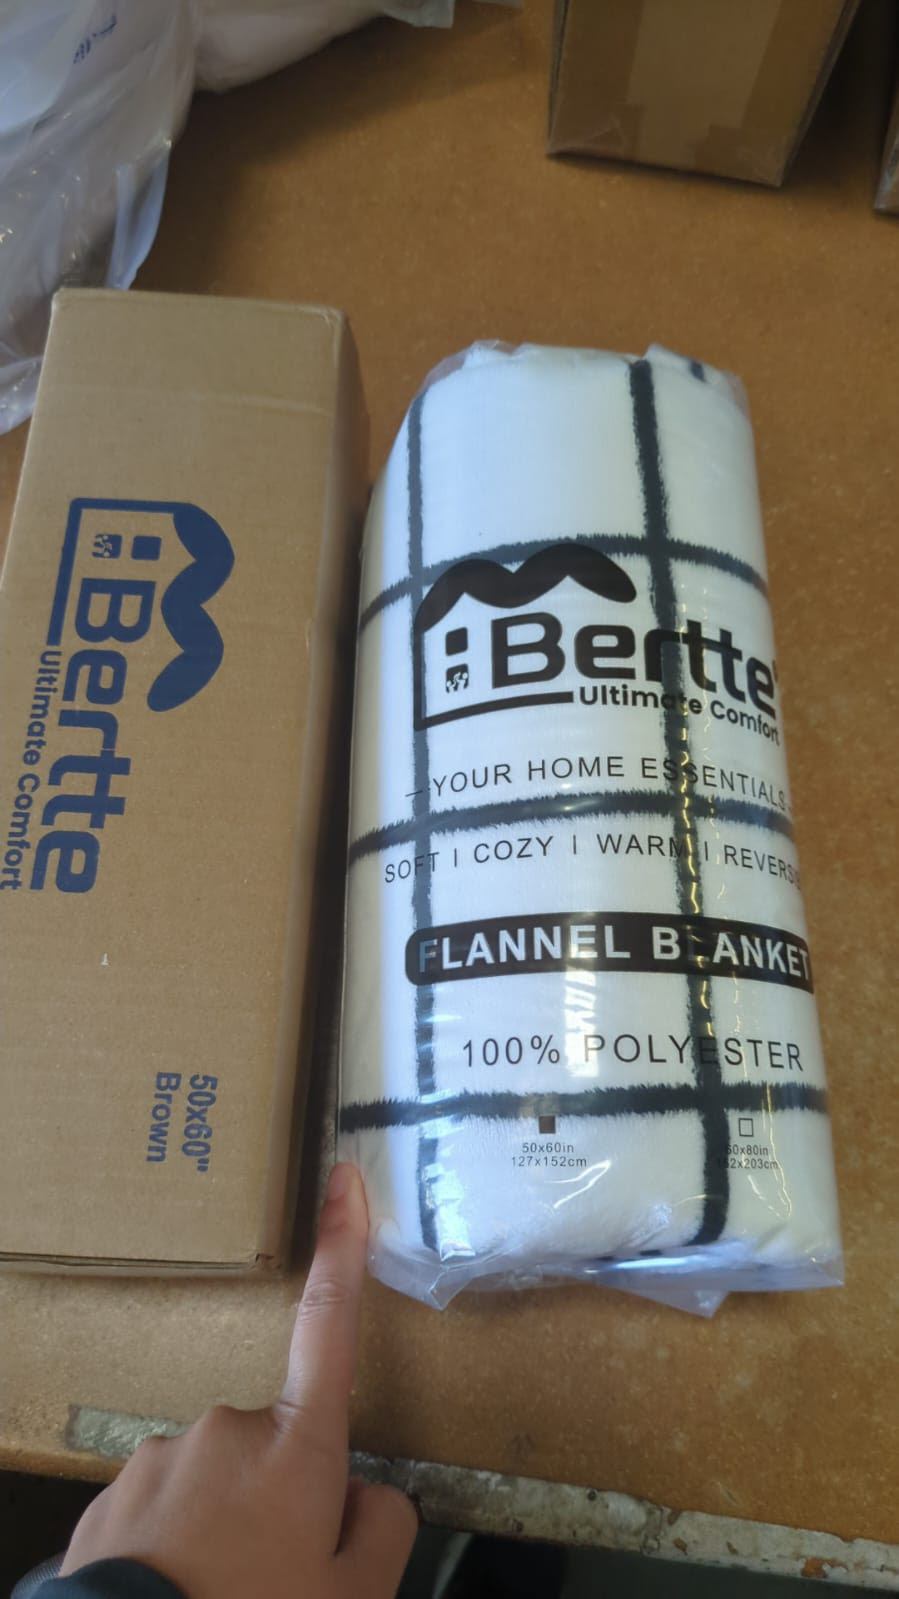 Bertte
Ultimate Comfort
50x60"
Brown
Bertte
Ultimate Comfort
YOUR HOME ESSENTIALS
SOFT | COZY | WARM | REVERS
FLANNEL BLANKET
100% POLYESTER
50x60in
127x152cm
60x80in
152x203cm